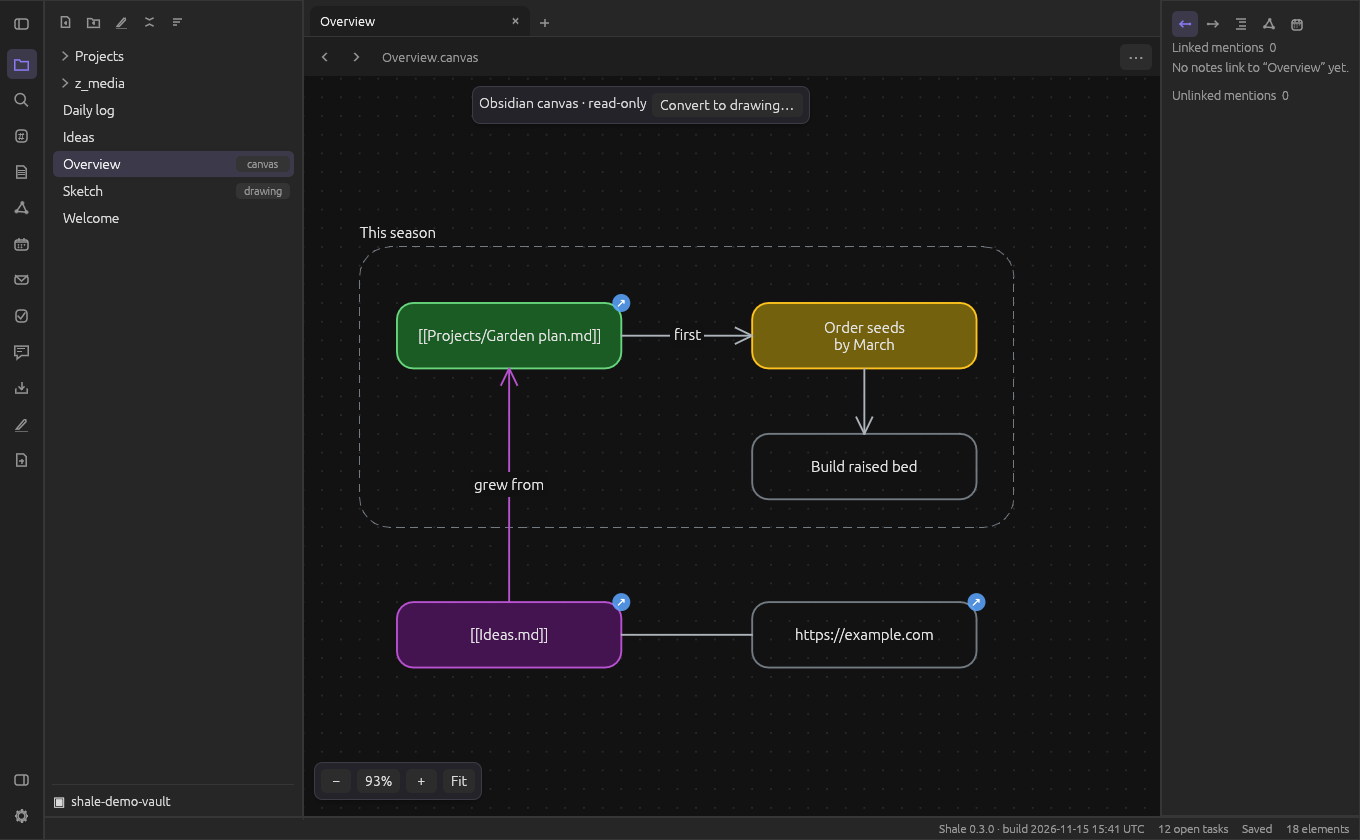 Overview
Overview.canvas
Projects
z_media
Daily log
Ideas
Overview canvas
Sketch drawing
Welcome
shale-demo-vault
Obsidian canvas · read-only Convert to drawing…
This season
[[Projects/Garden plan.md]]
first
Order seeds
by March
Build raised bed
grew from
[[Ideas.md]]
https://example.com
− 93% + Fit
Linked mentions 0
No notes link to “Overview” yet.
Unlinked mentions 0
Shale 0.3.0 · build 2026-11-15 15:41 UTC 12 open tasks Saved 18 elements